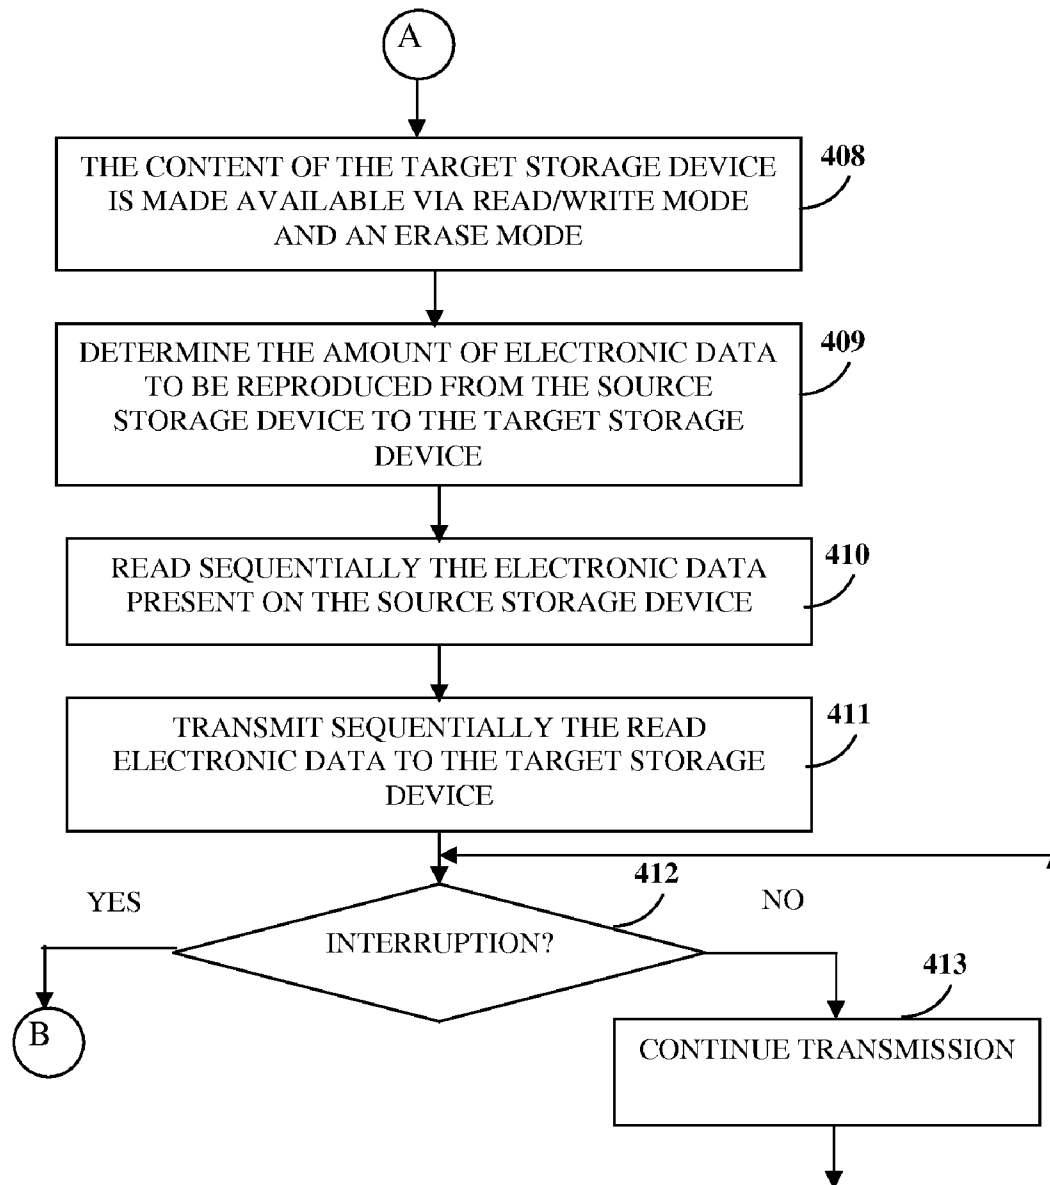 A
THE CONTENT OF THE TARGET STORAGE DEVICE
IS MADE AVAILABLE VIA READ/WRITE MODE
AND AN ERASE MODE
408
DETERMINE THE AMOUNT OF ELECTRONIC DATA
TO BE REPRODUCED FROM THE SOURCE
STORAGE DEVICE TO THE TARGET STORAGE
DEVICE
409
READ SEQUENTIALLY THE ELECTRONIC DATA
PRESENT ON THE SOURCE STORAGE DEVICE
410
TRANSMIT SEQUENTIALLY THE READ
ELECTRONIC DATA TO THE TARGET STORAGE
DEVICE
411
412
YES
NO
INTERRUPTION?
413
B
CONTINUE TRANSMISSION